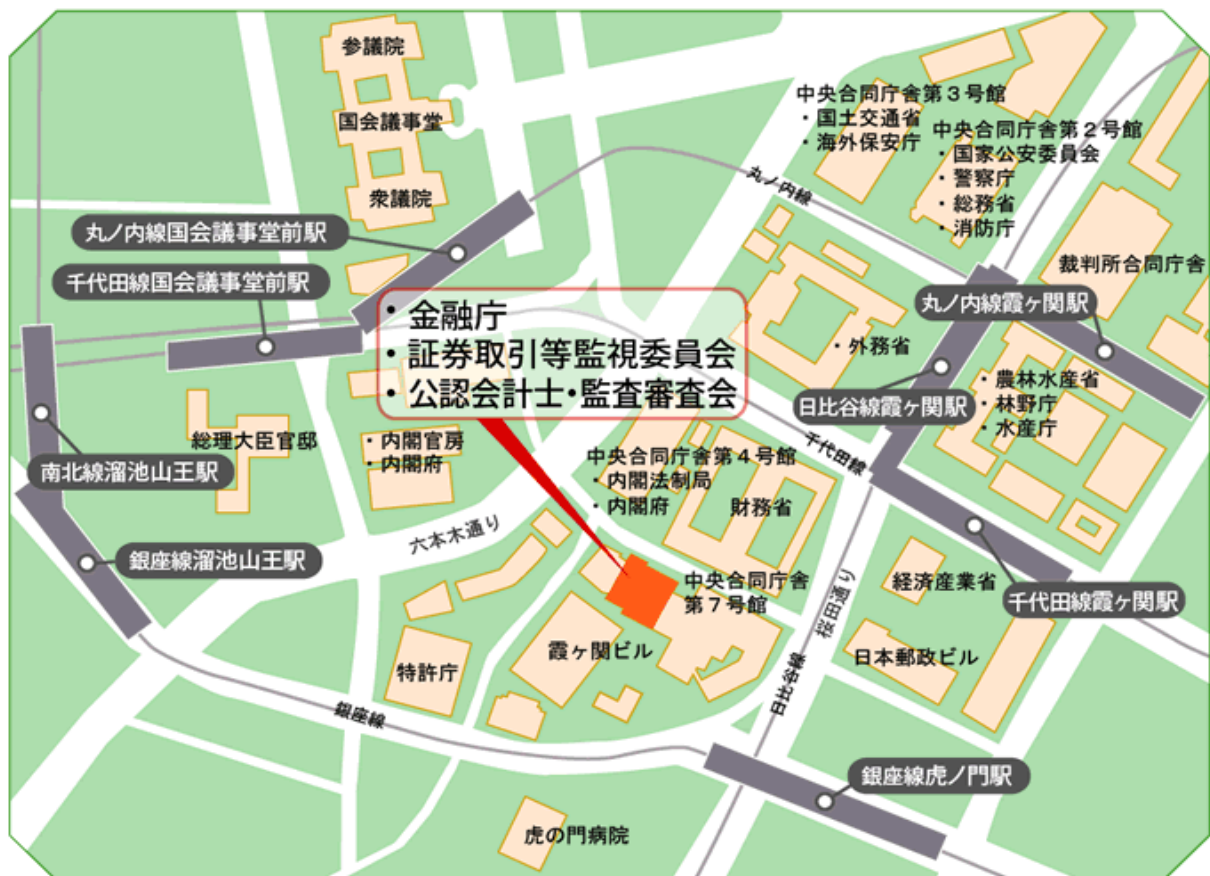 参議院
国会議事堂
衆議院
中央合同庁舎第３号館
・国土交通省
・海外保安庁
中央合同庁舎第２号館
・国家公安委員会
・警察庁
・総務省
・消防庁
丸ノ内線
丸ノ内線国会議事堂前駅
千代田線国会議事堂前駅
裁判所合同庁舎
丸ノ内線霞ヶ関駅
・金融庁
・証券取引等監視委員会
・公認会計士・監査審査会
・外務省
日比谷線霞ヶ関駅
・農林水産省
・林野庁
・水産庁
総理大臣官邸
・内閣官房
・内閣府
南北線溜池山王駅
千代田線
中央合同庁舎第４号館
・内閣法制局
・内閣府
財務省
六本木通り
銀座線溜池山王駅
中央合同庁舎
第７号館
経済産業省
千代田線霞ヶ関駅
桜田通り
霞ヶ関ビル
日本郵政ビル
特許庁
日比谷線
銀座線
銀座線虎ノ門駅
虎の門病院